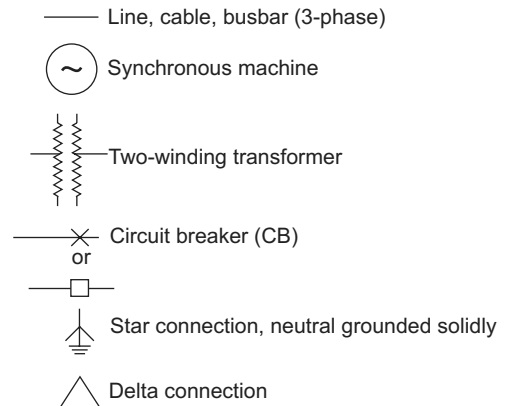 Line, cable, busbar (3-phase)
~
Synchronous machine
Two-winding transformer
Circuit breaker (CB)
or
Star connection, neutral grounded solidly
Delta connection